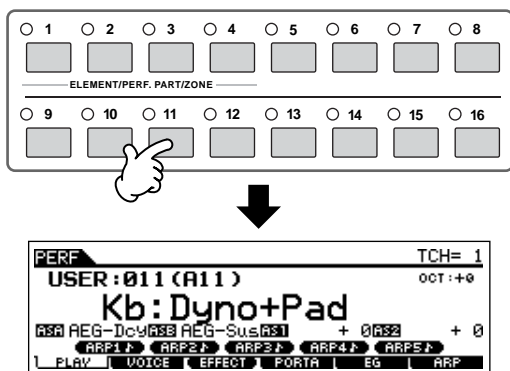 1 2 3 4 5 6 7 8
ELEMENT/PERF. PART/ZONE
9 10 11 12 13 14 15 16
PERF TCH= 1
USER:011(A11) OCT:+0
Kb:Dyno+Pad
ASA AEG-Dcy ASB AEG-Sus AS1 + 0 AS2 + 0
ARP1♪ ARP2♪ ARP3♪ ARP4♪ ARP5♪
PLAY VOICE EFFECT PORTA EG ARP